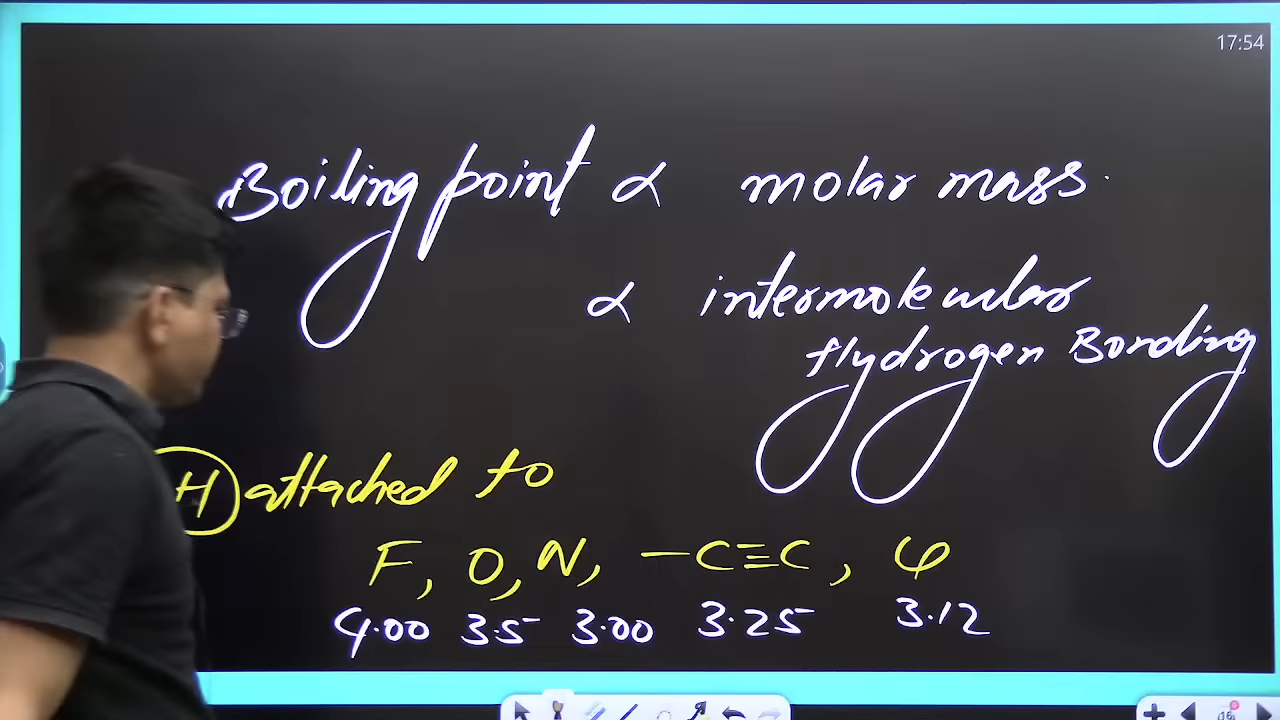 17:54
Boiling point ∝ molar mass.
∝ intermolecular
Hydrogen Bonding
H attached to
F, O, N, —C≡C, φ
4.00 3.5 3.00 3.25 3.12
16